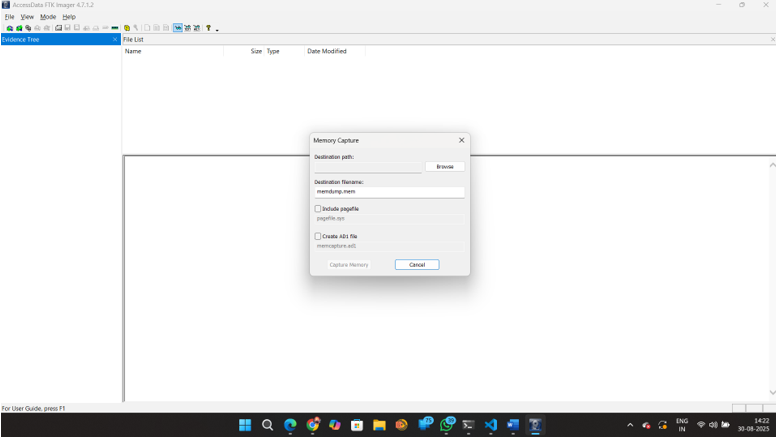 AccessData FTK Imager 4.7.1.2
File View Mode Help
Evidence Tree
File List
Name Size Type Date Modified
Memory Capture
Destination path:
Browse
Destination filename:
memdump.mem
Include pagefile
pagefile.sys
Create AD1 file
memcapture.ad1
Capture Memory Cancel
For User Guide, press F1
ENG
IN
14:22
30-08-2025